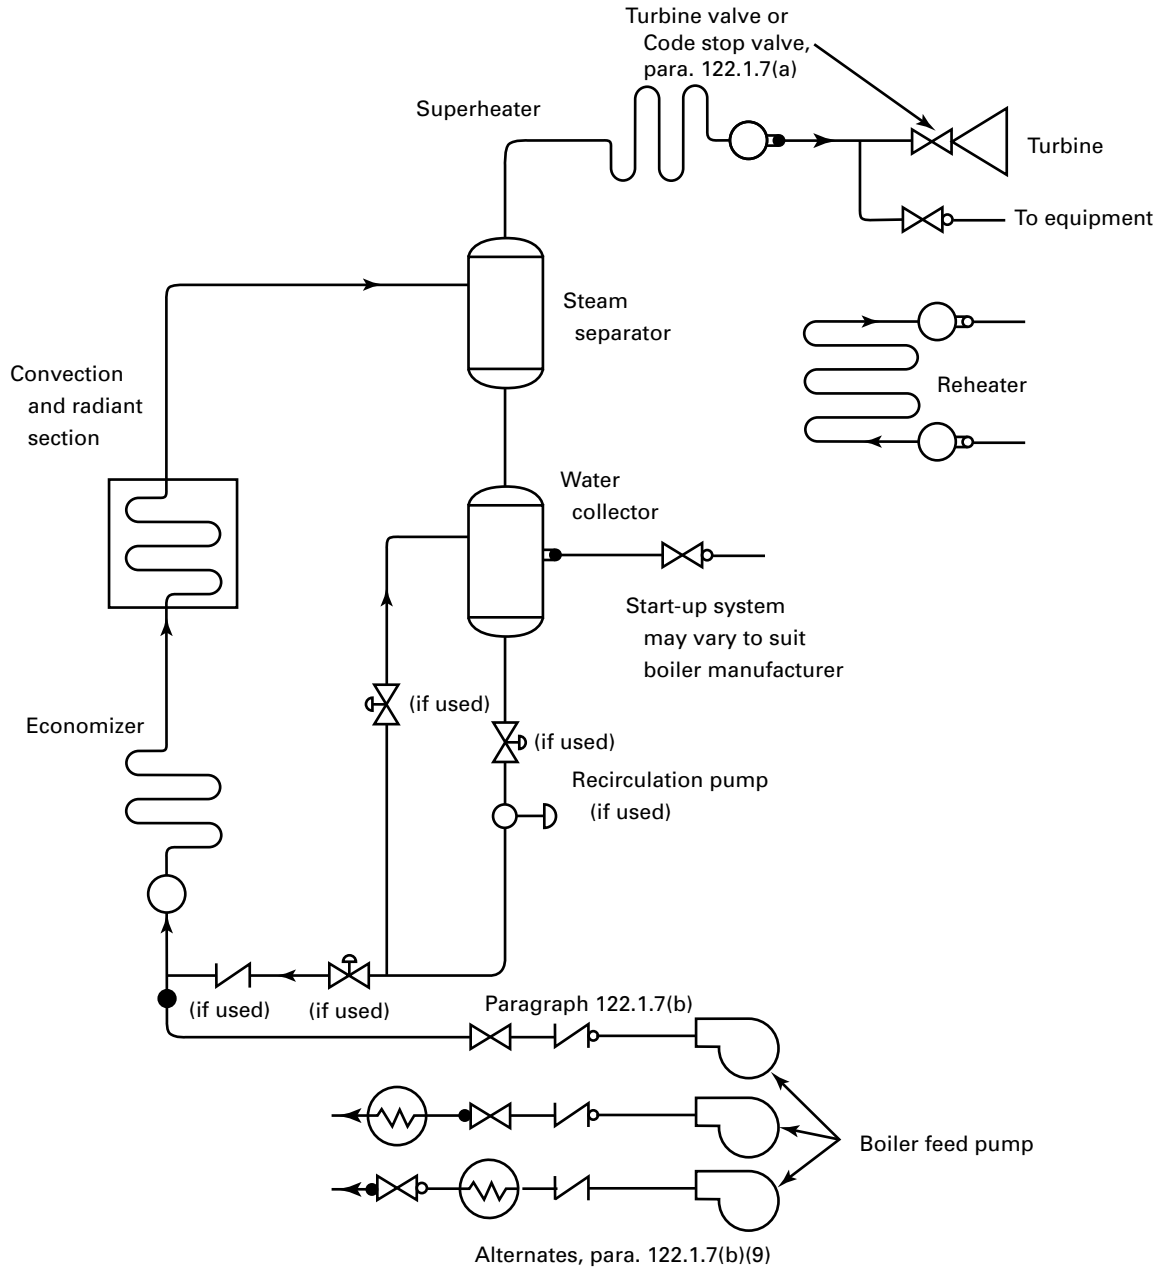 Turbine valve or
Code stop valve,
para. 122.1.7(a)
Superheater
Turbine
To equipment
Steam
separator
Convection
and radiant
section
Reheater
Water
collector
Start-up system
may vary to suit
boiler manufacturer
(if used)
Economizer
(if used)
Recirculation pump
(if used)
(if used)
(if used)
Paragraph 122.1.7(b)
Boiler feed pump
Alternates, para. 122.1.7(b)(9)